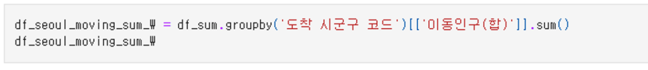 df_seoul_moving_sum_₩ = df_sum.groupby('도착 시군구 코드')[['이동인구(합)']].sum()
df_seoul_moving_sum_₩